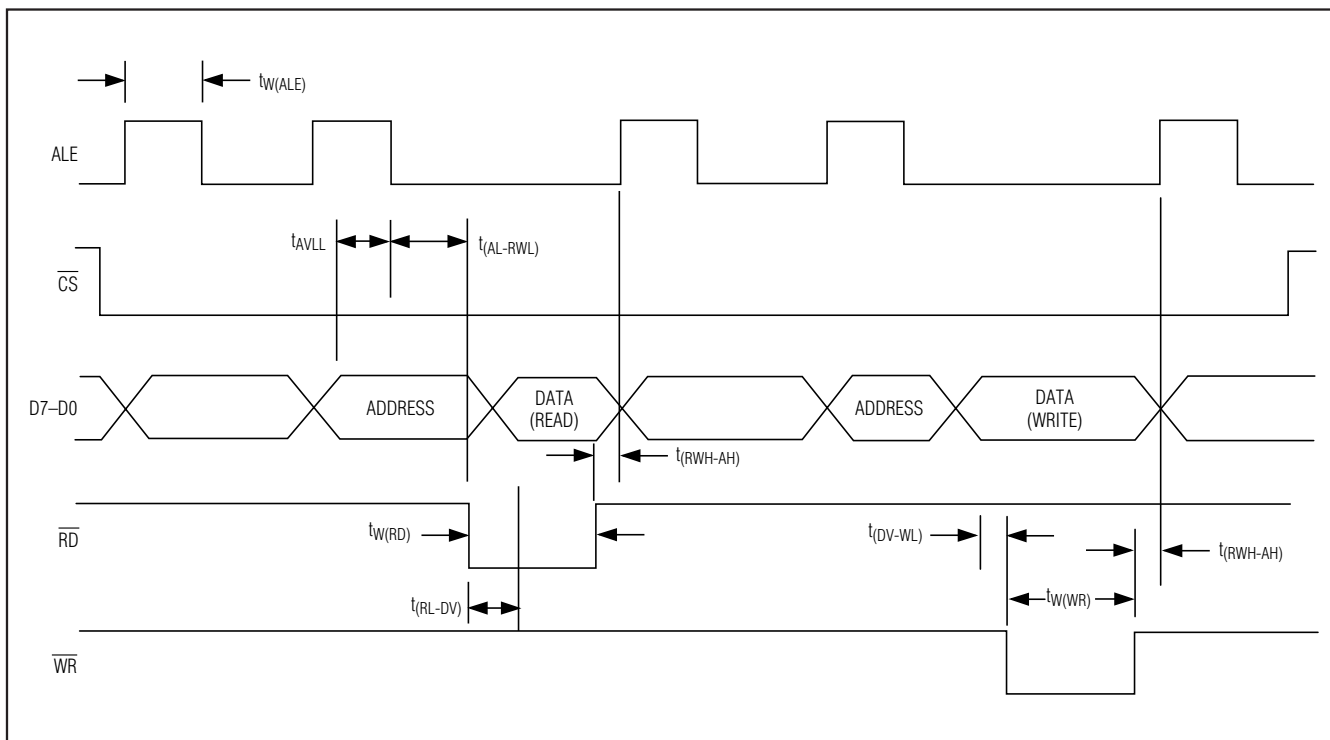 tW(ALE)
ALE
tAVLL
t(AL-RWL)
CS
D7–D0
ADDRESS
DATA
(READ)
ADDRESS
DATA
(WRITE)
t(RWH-AH)
RD
tW(RD)
t(DV-WL)
t(RWH-AH)
tW(WR)
t(RL-DV)
WR